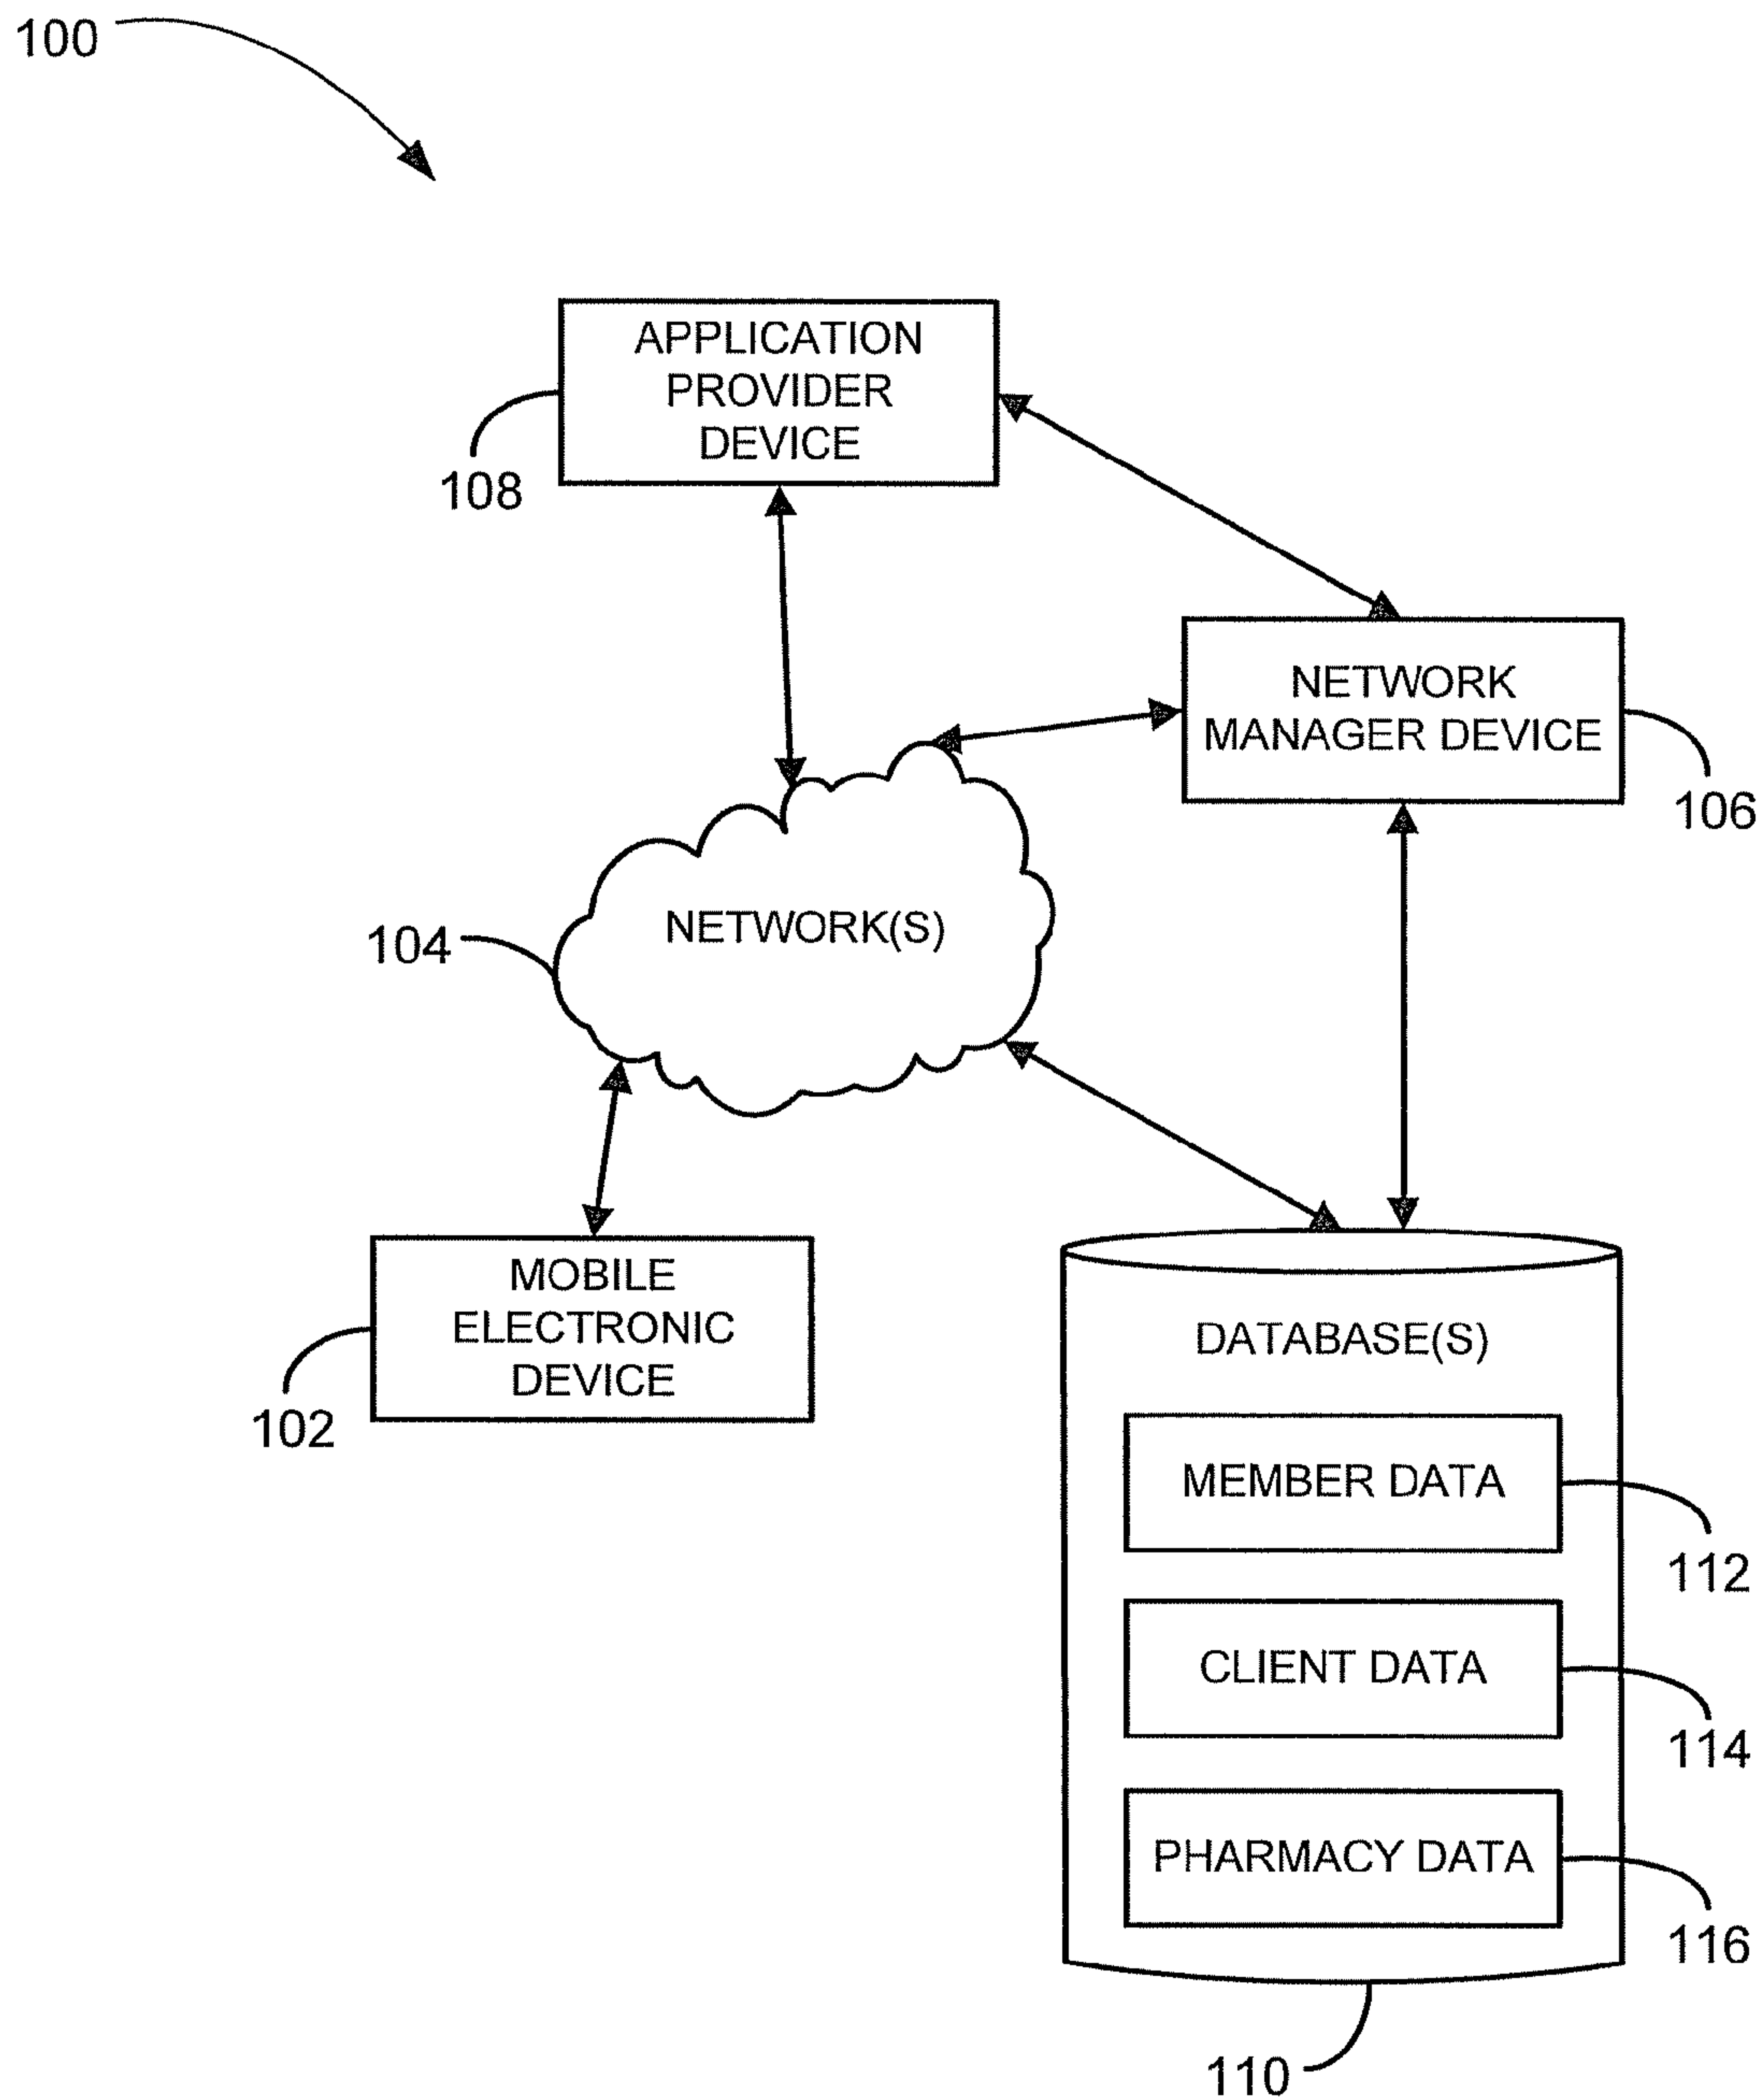 100
APPLICATION
PROVIDER
DEVICE
108
NETWORK
MANAGER DEVICE
106
NETWORK(S)
104
MOBILE
ELECTRONIC
DEVICE
102
DATABASE(S)
MEMBER DATA
112
CLIENT DATA
114
PHARMACY DATA
116
110